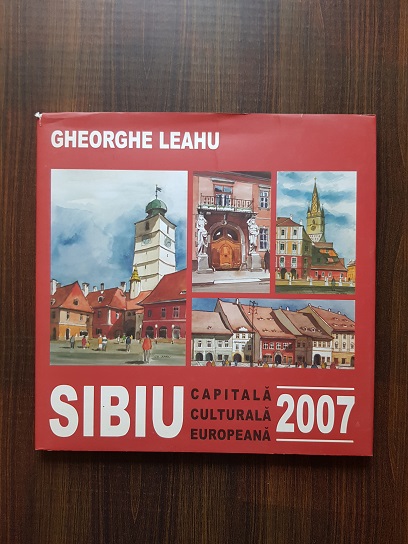 GHEORGHE LEAHU
SIBIU
CAPITALĂ
CULTURALĂ
EUROPEANĂ
2007